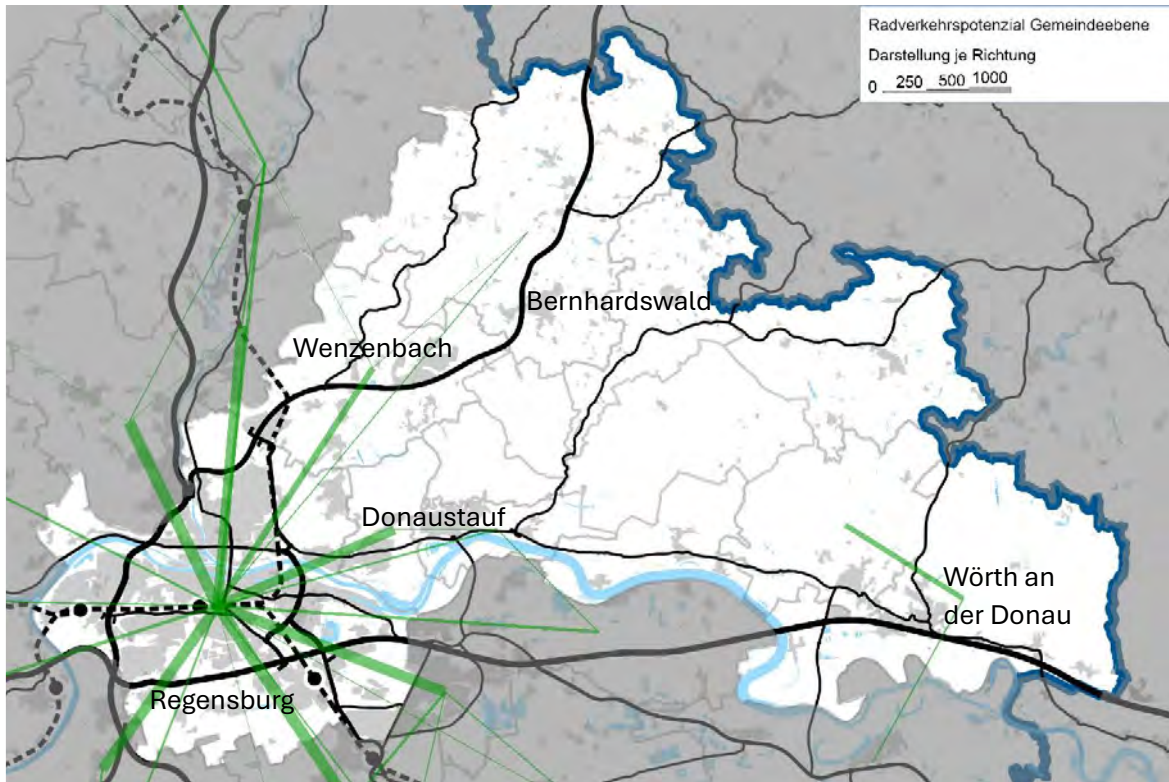 Radverkehrspotenzial Gemeindeebene
Darstellung je Richtung
0 250 500 1000
Bernhardswald
Wenzenbach
Donaustauf
Wörth an
der Donau
Regensburg